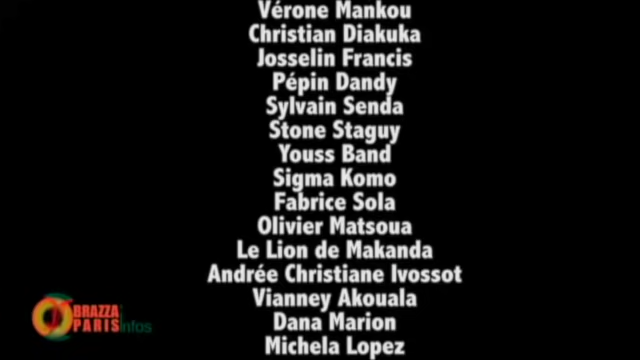 Vérone Mankou
Christian Diakuka
Josselin Francis
Pépin Dandy
Sylvain Senda
Stone Staguy
Youss Band
Sigma Komo
Fabrice Sola
Olivier Matsoua
Le Lion de Makanda
Andrée Christiane Ivossot
Vianney Akouala
Dana Marion
Michela Lopez
BRAZZA
PARIS infos